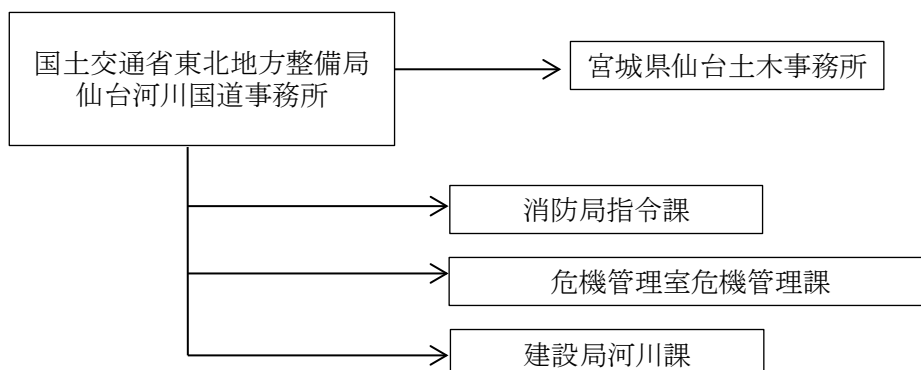 国土交通省東北地方整備局
仙台河川国道事務所
宮城県仙台土木事務所
消防局指令課
危機管理室危機管理課
建設局河川課